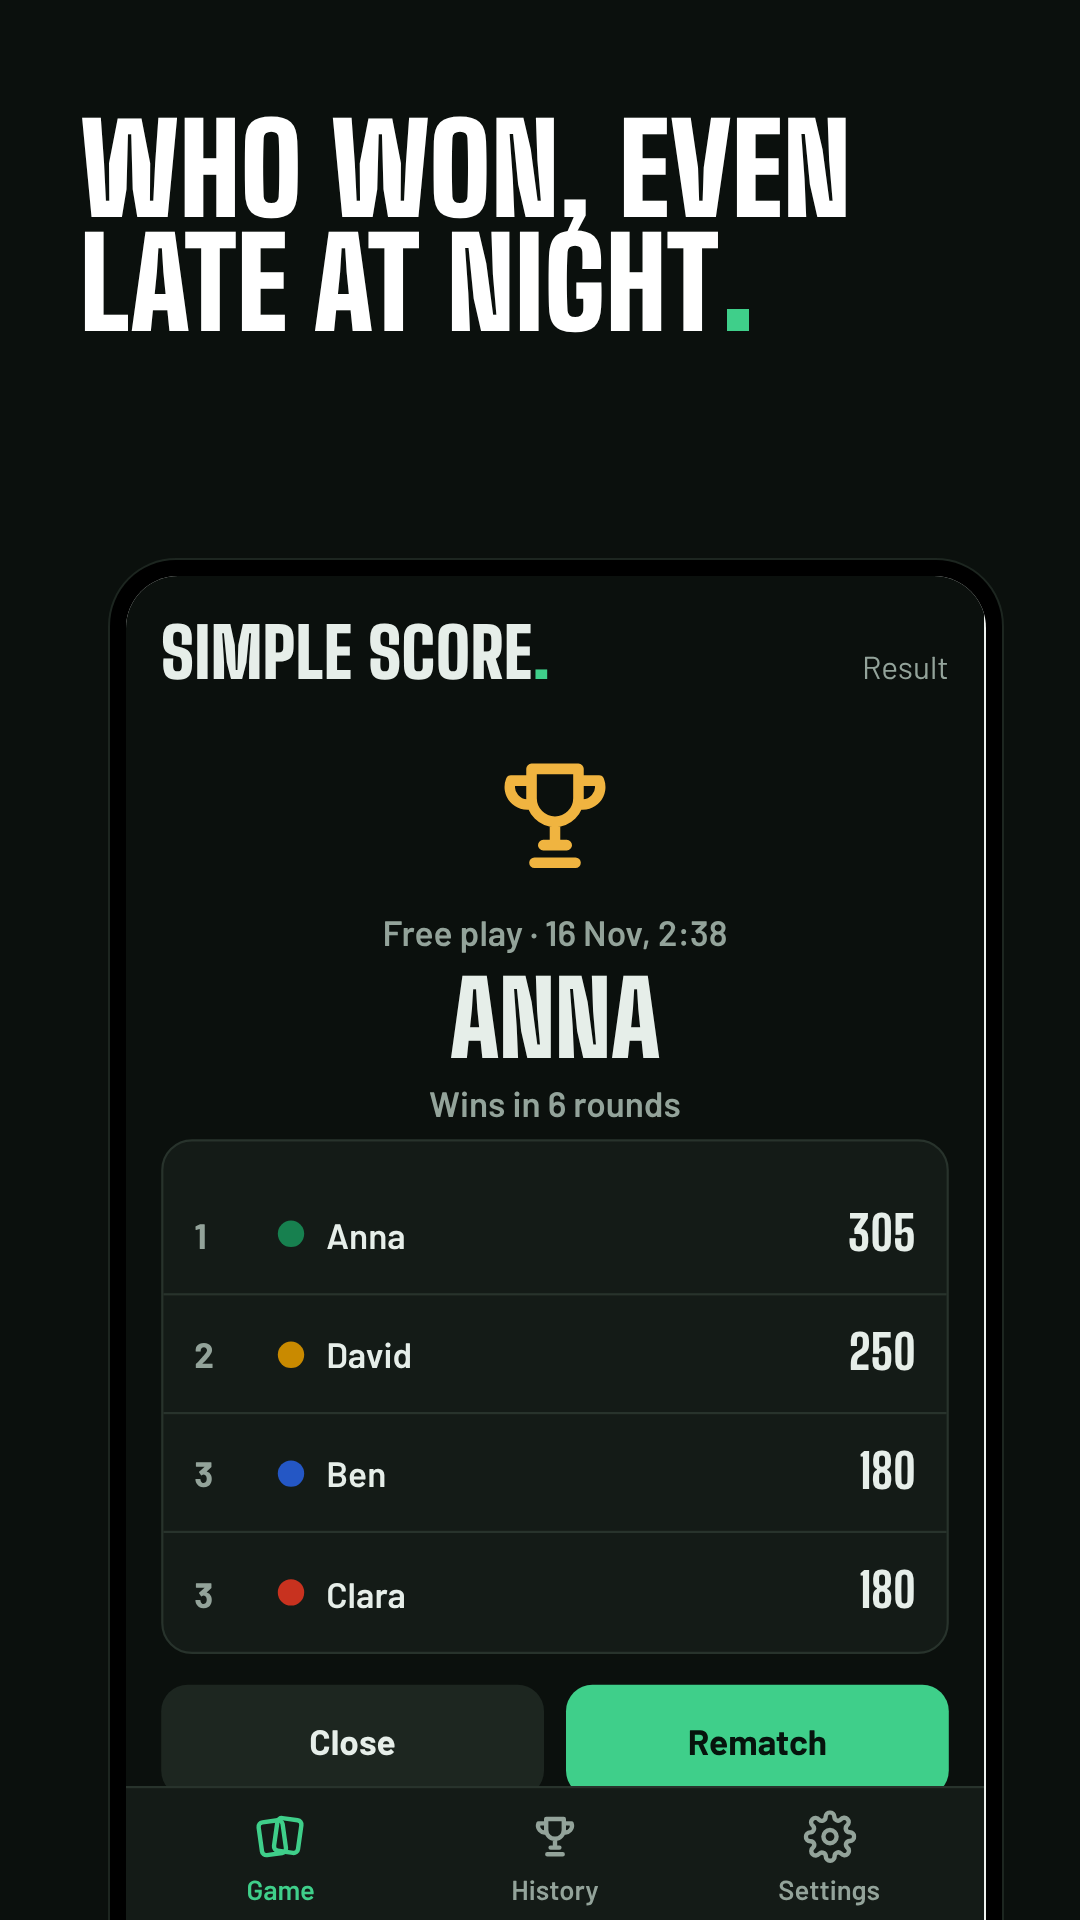 WHO WON, EVEN
LATE AT NIGHT.
SIMPLE SCORE.
Result
Free play · 16 Nov, 2:38
ANNA
Wins in 6 rounds
1 Anna 305
2 David 250
3 Ben 180
3 Clara 180
Close Rematch
Game History Settings